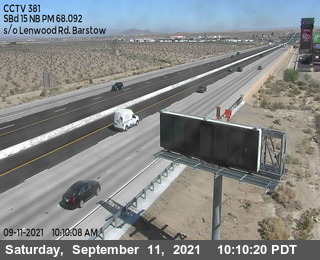 CCTV 381
SBd 15 NB PM 68.092
s/o Lenwood Rd. Barstow
09-11-2021 10:10:08 AM
Saturday, September 11, 2021 10:10:20 PDT